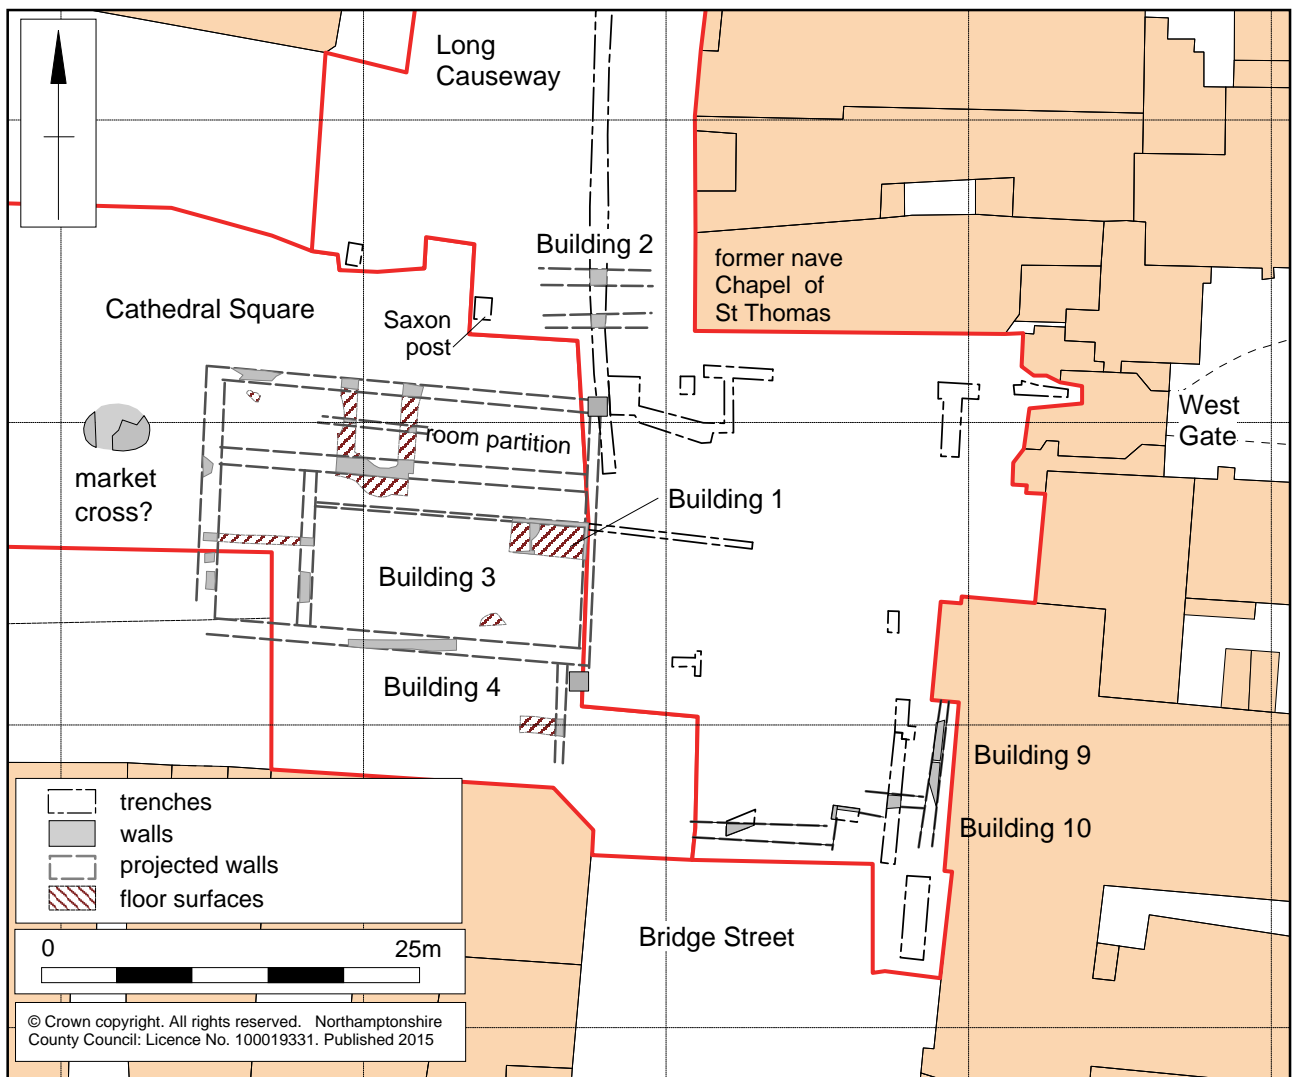 Long
Causeway
Building 2
former nave
Chapel of
St Thomas
Cathedral Square
Saxon
post
West
Gate
room partition
market
cross?
Building 1
Building 3
Building 4
Building 9
Building 10
trenches
walls
projected walls
floor surfaces
Bridge Street
0 25m
© Crown copyright. All rights reserved. Northamptonshire
County Council: Licence No. 100019331. Published 2015